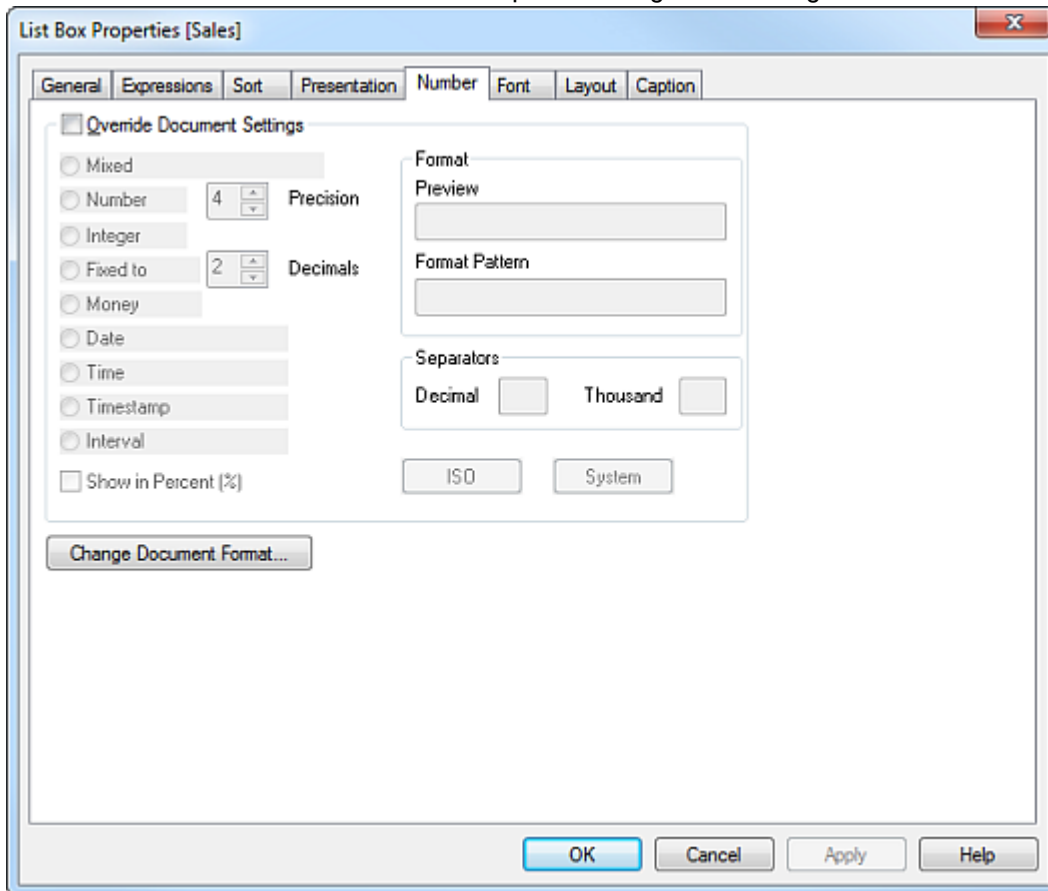 List Box Properties [Sales]
General Expressions Sort Presentation Number Font Layout Caption
Override Document Settings
Mixed
Number 4 Precision
Integer
Fixed to 2 Decimals
Money
Date
Time
Timestamp
Interval
Show in Percent (%)
Format
Preview
Format Pattern
Separators
Decimal Thousand
ISO System
Change Document Format...
OK Cancel Apply Help